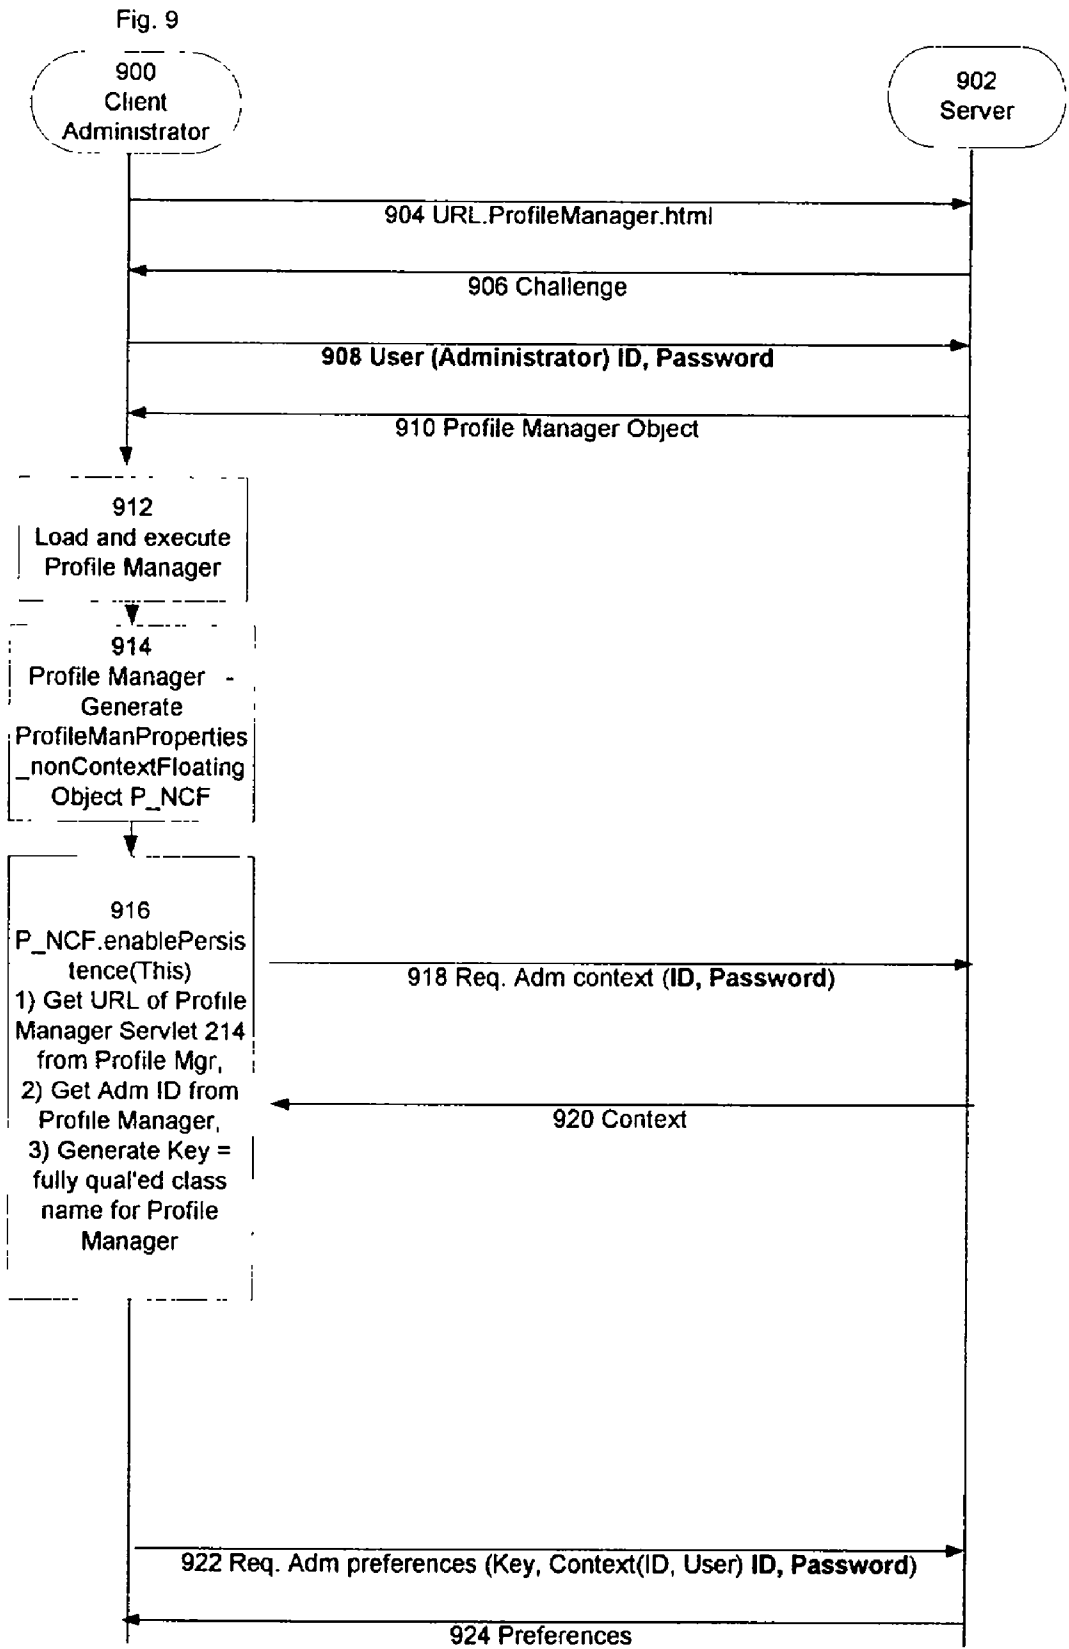 Fig. 9
900
Client
Administrator
902
Server
904 URL.ProfileManager.html
906 Challenge
908 User (Administrator) ID, Password
910 Profile Manager Object
912
Load and execute
Profile Manager
914
Profile Manager -
Generate
ProfileManProperties
_nonContextFloating
Object P_NCF
916
P_NCF.enablePersis
tence(This)
1) Get URL of Profile
Manager Servlet 214
from Profile Mgr,
2) Get Adm ID from
Profile Manager,
3) Generate Key =
fully qual'ed class
name for Profile
Manager
918 Req. Adm context (ID, Password)
920 Context
922 Req. Adm preferences (Key, Context(ID, User) ID, Password)
924 Preferences